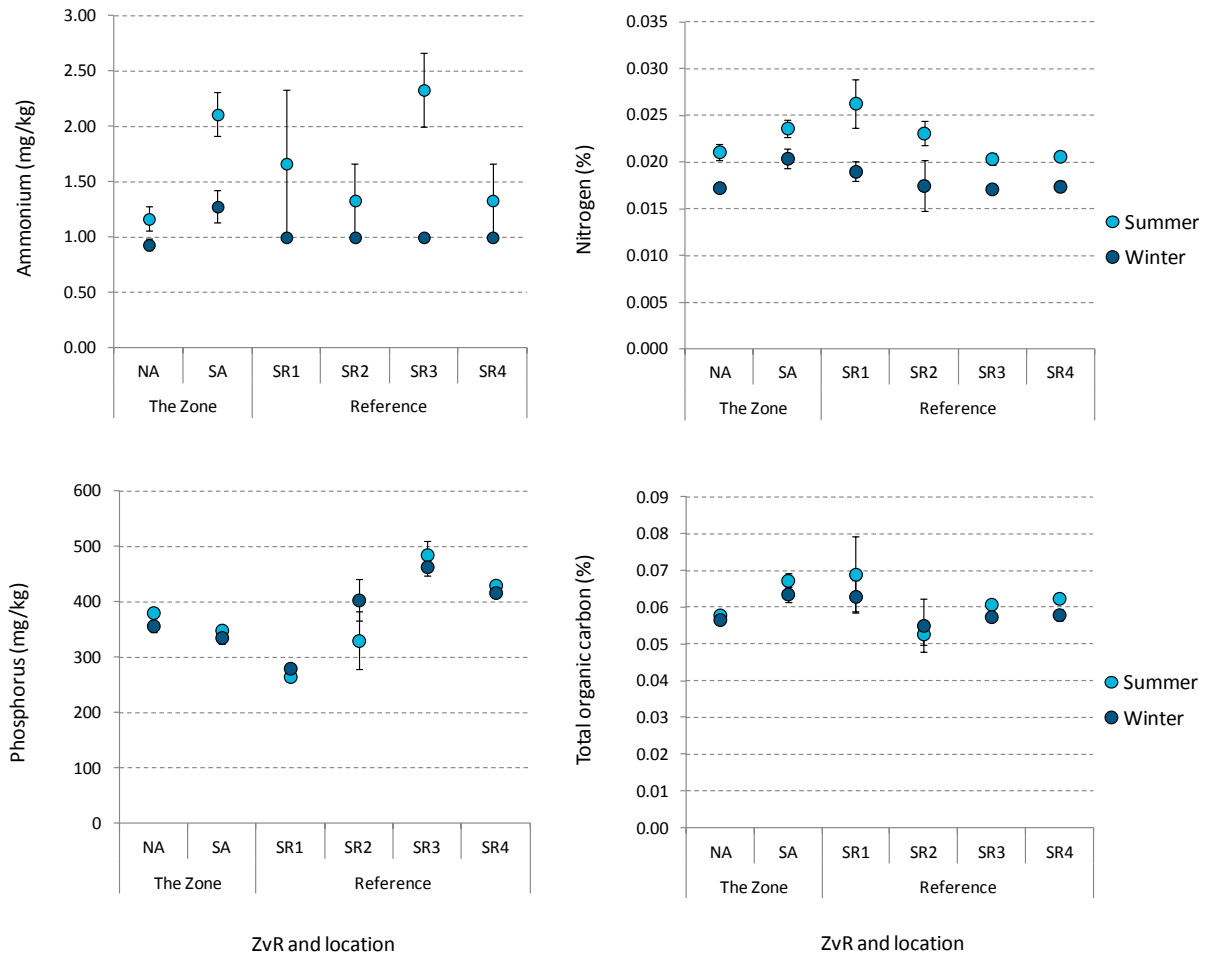 Ammonium (mg/kg)
3.00
2.50
2.00
1.50
1.00
0.50
0.00
NA SA SR1 SR2 SR3 SR4
The Zone Reference
Nitrogen (%)
0.035
0.030
0.025
0.020
0.015
0.010
0.005
0.000
NA SA SR1 SR2 SR3 SR4
The Zone Reference
Summer
Winter
Phosphorus (mg/kg)
600
500
400
300
200
100
0
NA SA SR1 SR2 SR3 SR4
The Zone Reference
ZvR and location
Total organic carbon (%)
0.09
0.08
0.07
0.06
0.05
0.04
0.03
0.02
0.01
0.00
NA SA SR1 SR2 SR3 SR4
The Zone Reference
ZvR and location
Summer
Winter